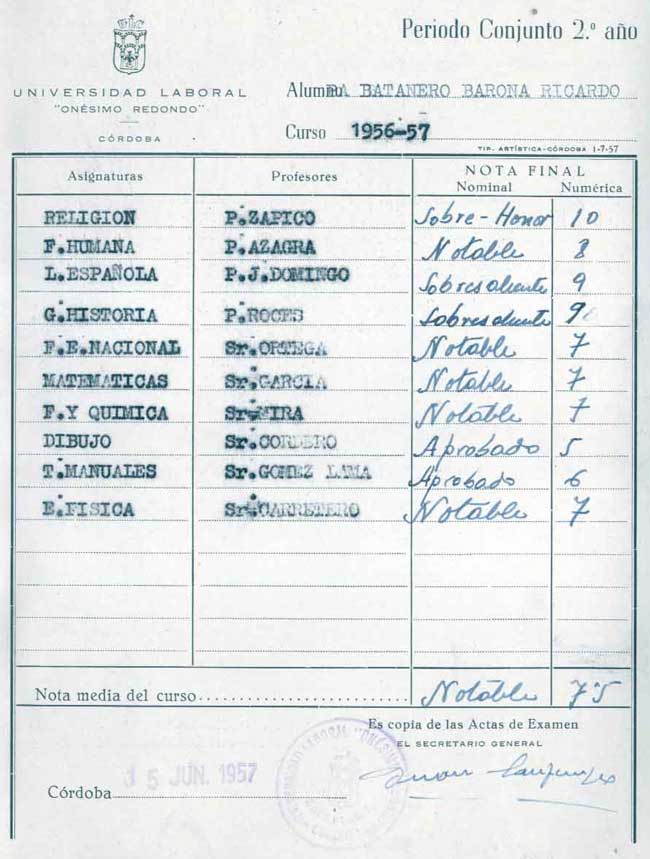 Periodo Conjunto 2.º año
UNIVERSIDAD LABORAL
"ONÉSIMO REDONDO"
CÓRDOBA
Alumno BATANERO BARONA RICARDO
Curso 1956-57
TIP. ARTÍSTICA-CÓRDOBA 1-7-57
Asignaturas Profesores NOTA FINAL
Nominal Numérica
RELIGION P.ZAPICO Sobre-Honor 10
F.HUMANA P.AZAGRA Notable 8
L.ESPAÑOLA P.J.DOMINGO Sobresaliente 9
G.HISTORIA P.ROCES Sobresaliente 9
F.E.NACIONAL Sr.ORTEGA Notable 7
MATEMATICAS Sr.GARCIA Notable 7
F.Y QUIMICA Sr.MIRA Notable 7
DIBUJO Sr.CORDERO Aprobado 5
T.MANUALES Sr.GOMEZ LAMA Aprobado 6
E.FISICA Sr.CARRETERO Notable 7
Nota media del curso Notable 7'5
Es copia de las Actas de Examen
EL SECRETARIO GENERAL
Córdoba 15 JUN. 1957